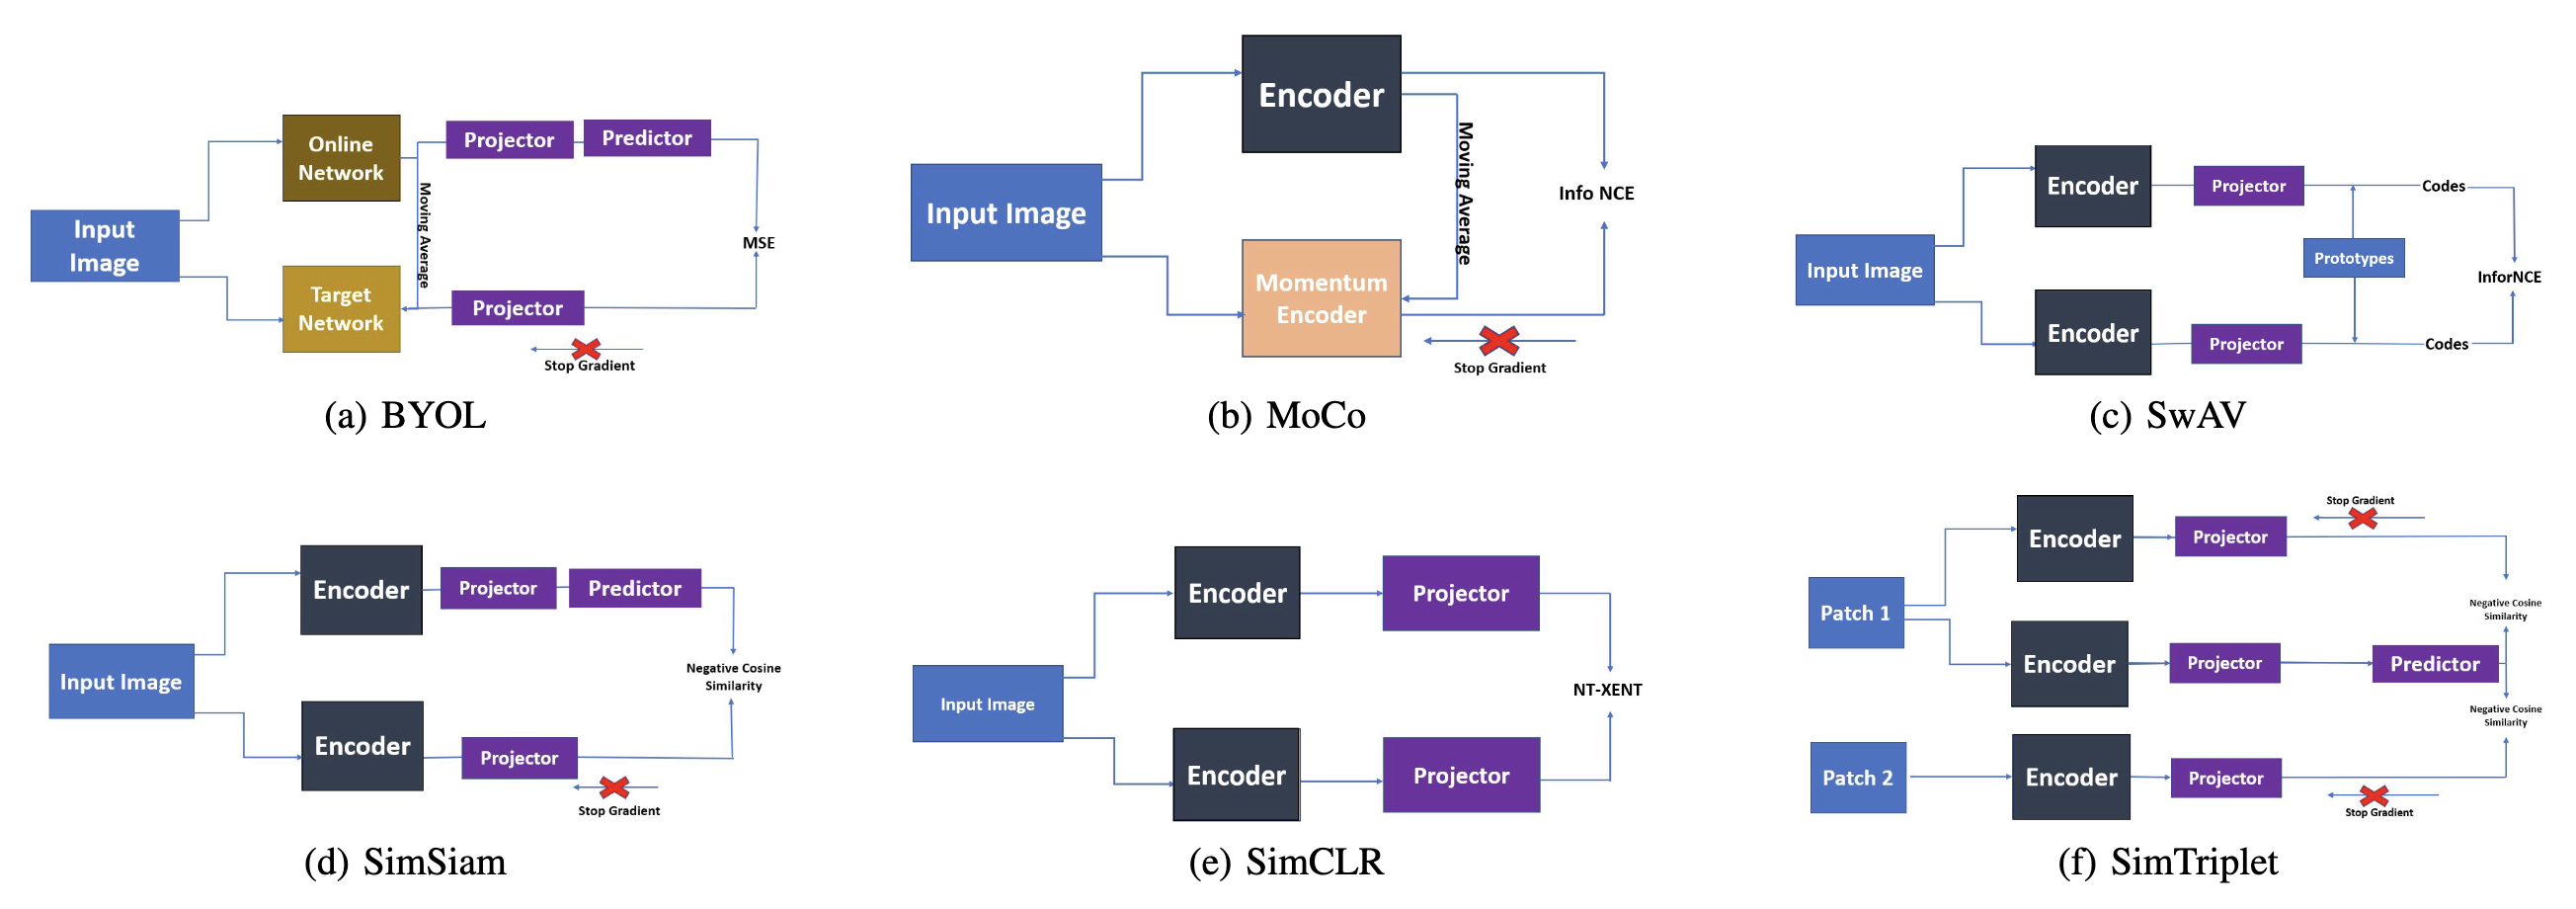 Online
Network
Projector
Predictor
Moving Average
Input
Image
MSE
Target
Network
Projector
Stop Gradient
(a) BYOL
Encoder
Moving Average
Input Image
Info NCE
Momentum
Encoder
Stop Gradient
(b) MoCo
Encoder
Projector
Codes
Input Image
Prototypes
InforNCE
Encoder
Projector
Codes
(c) SwAV
Encoder
Projector
Predictor
Input Image
Negative Cosine
Similarity
Encoder
Projector
Stop Gradient
(d) SimSiam
Encoder
Projector
Input Image
NT-XENT
Encoder
Projector
(e) SimCLR
Stop Gradient
Encoder
Projector
Patch 1
Negative Cosine
Similarity
Encoder
Projector
Predictor
Negative Cosine
Similarity
Patch 2
Encoder
Projector
Stop Gradient
(f) SimTriplet